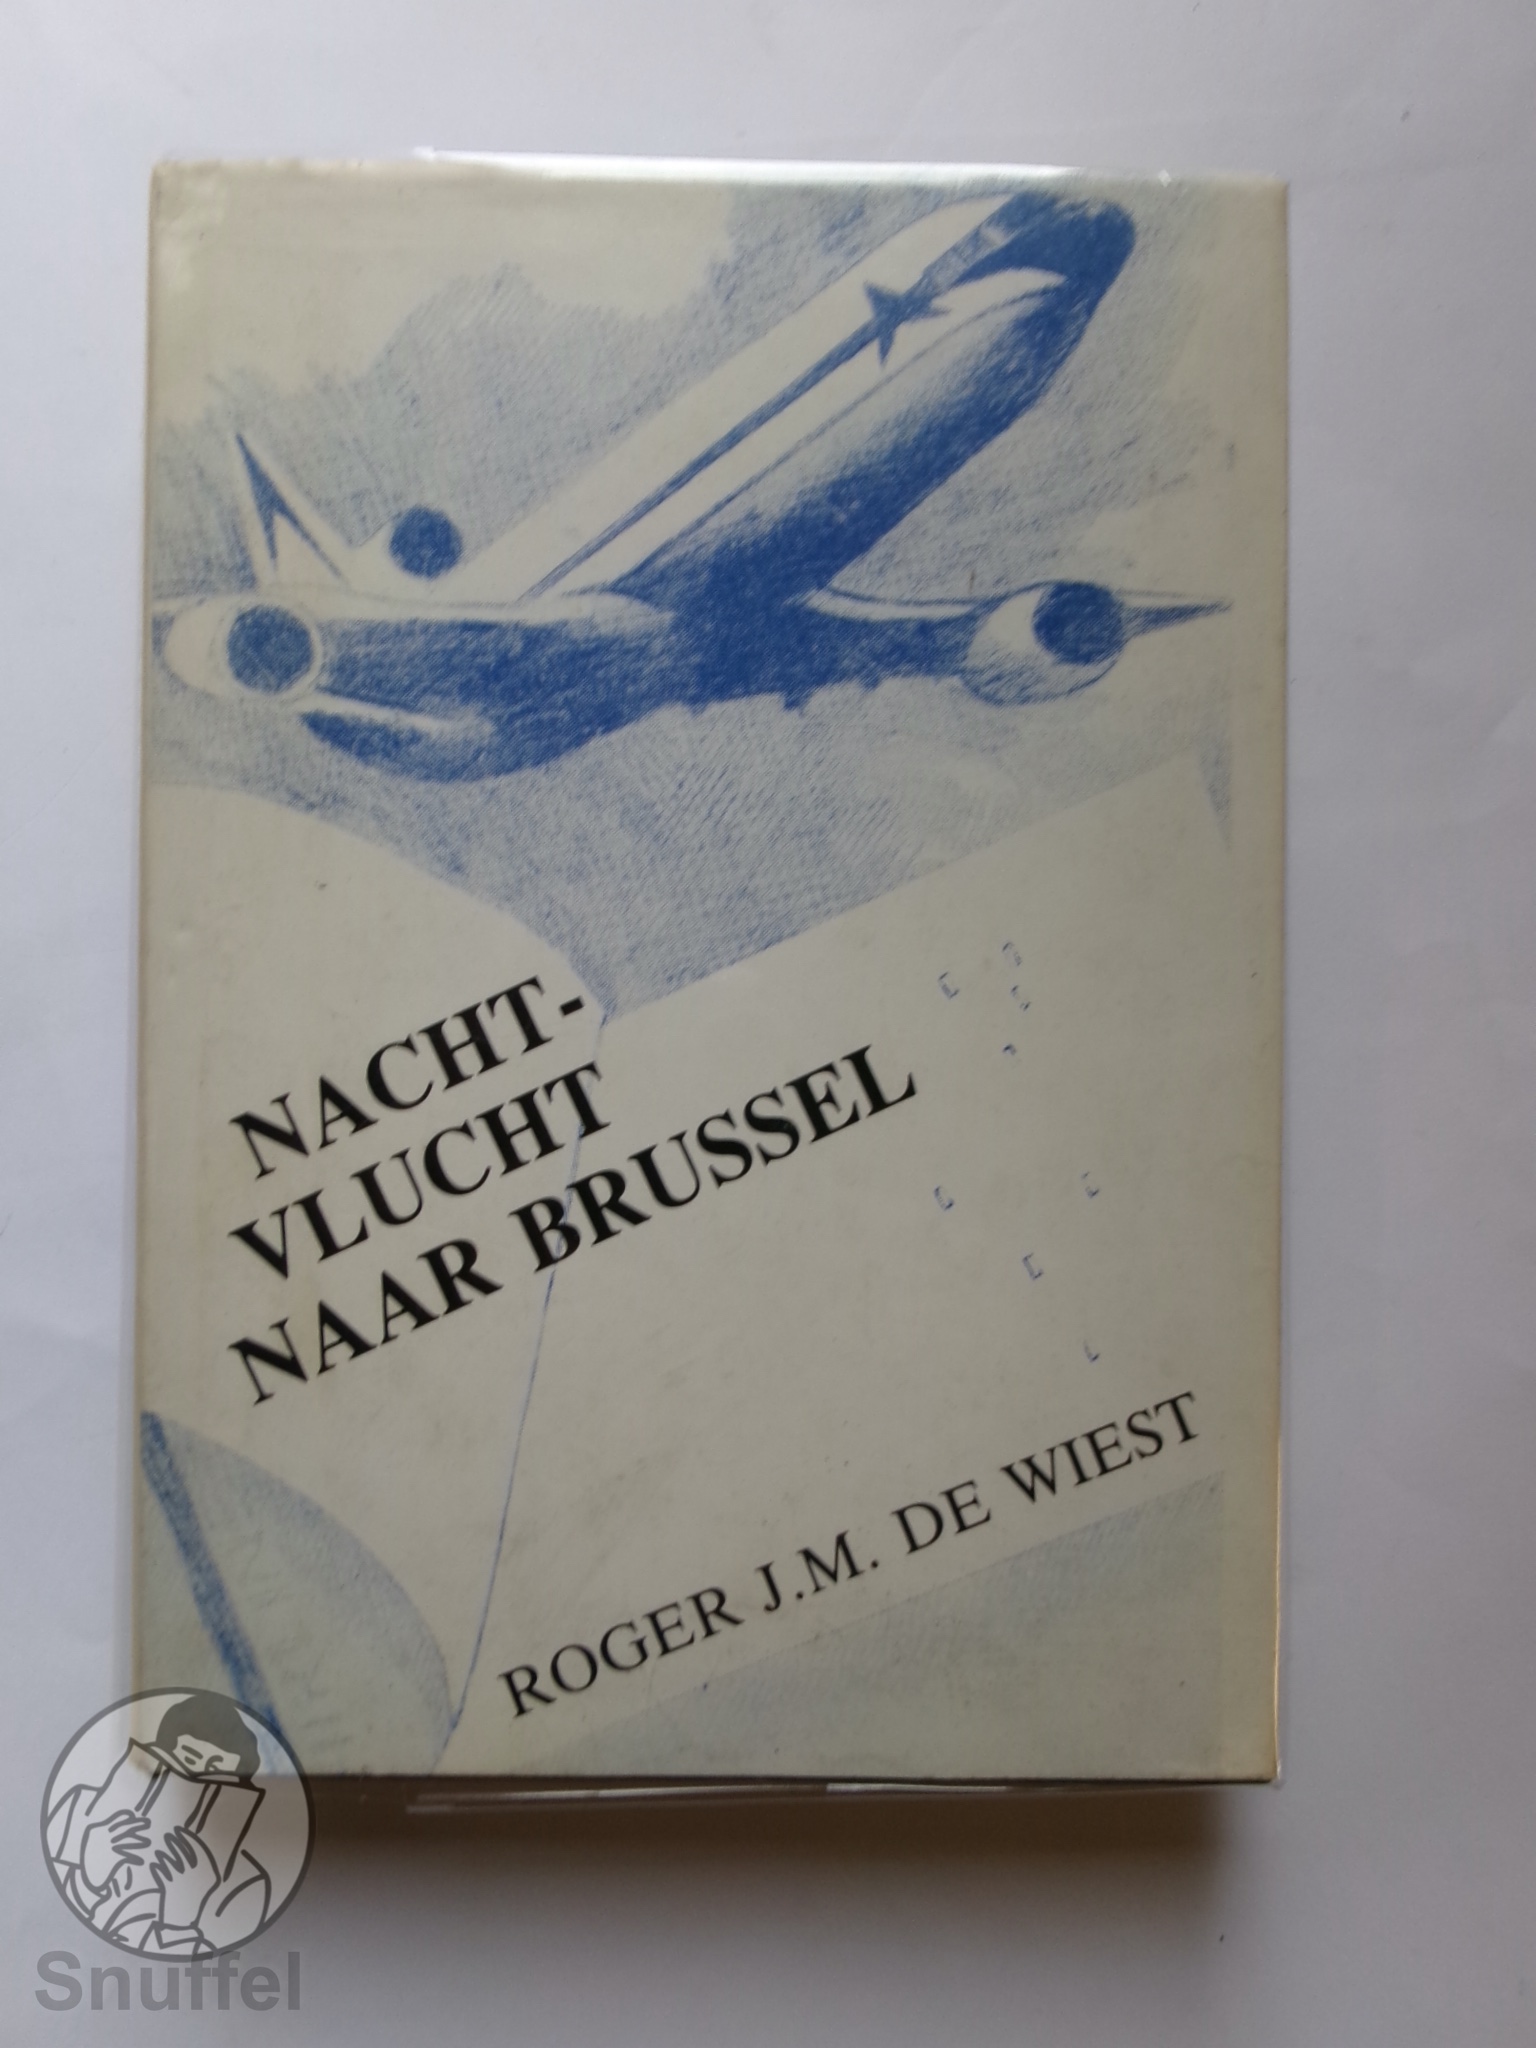 NACHT-
VLUCHT
NAAR BRUSSEL
ROGER J.M. DE WIEST
Snuffel